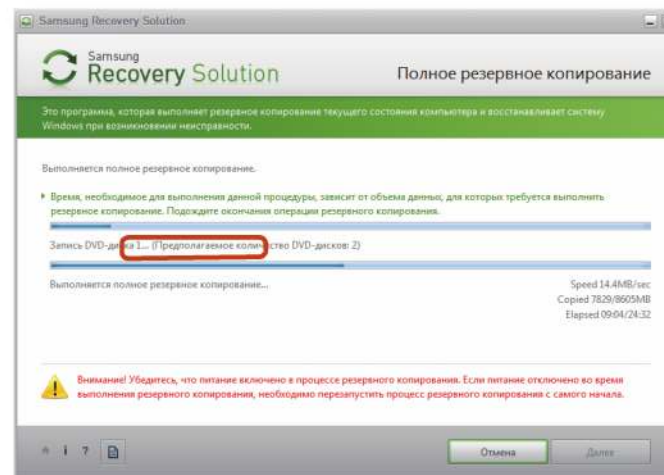 Samsung Recovery Solution
Samsung
Recovery Solution
Полное резервное копирование
Это программа, которая выполняет резервное копирование текущего состояния компьютера и восстанавливает систему
Windows при возникновении неисправности.
Выполняется полное резервное копирование.
Время, необходимое для выполнения данной процедуры, зависит от объема данных, для которых требуется выполнить
резервное копирование. Подождите окончания операции резервного копирования.
Запись DVD-диска 1... (Предполагаемое количество DVD-дисков: 2)
Выполняется полное резервное копирование...
Speed 14.4MB/sec
Copied 7829/8605MB
Elapsed 09:04/24:32
Внимание! Убедитесь, что питание включено в процессе резервного копирования. Если питание отключено во время
выполнения резервного копирования, необходимо перезапустить процесс резервного копирования с самого начала.
Отмена
Далее